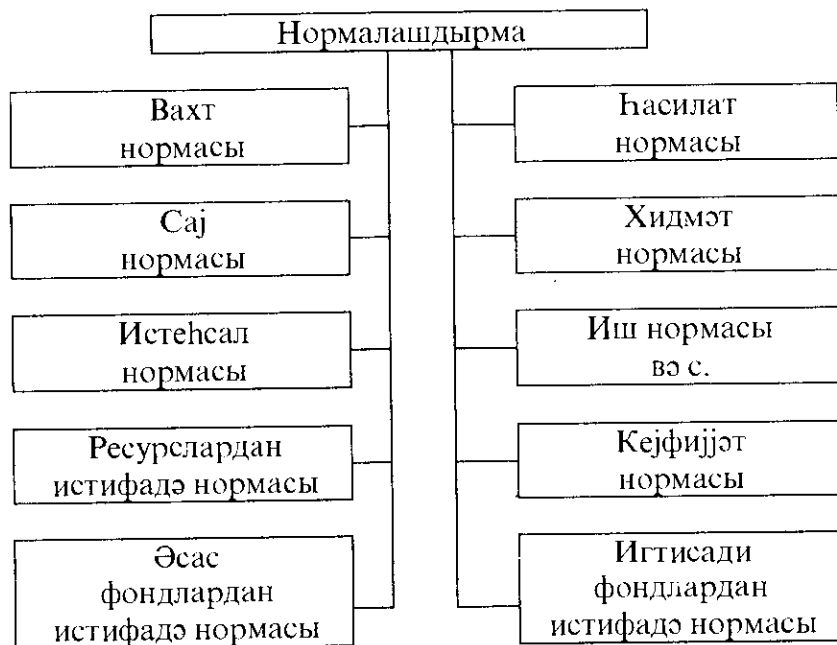 Нормалашдырма
Вахт
нормасы
Һасилат
нормасы
Сај
нормасы
Хидмәт
нормасы
Истеһсал
нормасы
Иш нормасы
вә с.
Ресурслардан
истифадә нормасы
Кејфијјәт
нормасы
Әсас
фондлардан
истифадә нормасы
Игтисади
фондлардан
истифадә нормасы